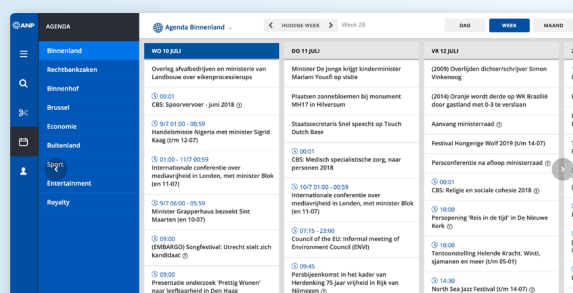 ANP
AGENDA
Agenda Binnenland
HUIDIGE WEEK
Week 28
DAG
WEEK
MAAND
Binnenland
Rechtbankzaken
Binnenhof
Brussel
Economie
Buitenland
Sport
Entertainment
Royalty
WO 10 JULI
Overleg afvalbedrijven en ministerie van
Landbouw over eikenprocessierups
00:01
CBS: Spoorvervoer - juni 2018
9/7 01:00 - 00:59
Handelsmissie Nigeria met minister Sigrid
Kaag (t/m 12-07)
01:00 - 11/7 00:59
Internationale conferentie over
mediavrijheid in Londen, met minister Blok
(en 11-07)
9/7 06:00 - 05:59
Minister Grapperhaus bezoekt Sint
Maarten (en 10-07)
09:00
(EMBARGO) Songfestival: Utrecht stelt zich
kandidaat
09:00
Presentatie onderzoek 'Prettig Wonen'
naar leefbaarheid in Den Haag
DO 11 JULI
Minister De Jonge krijgt kinderminister
Mariam Yousfi op visite
Plaatsen zonnebloemen bij monument
MH17 in Hilversum
Staatssecretaris Snel speecht op Touch
Dutch Base
00:01
CBS: Medisch specialistische zorg, naar
personen 2018
10/7 01:00 - 00:59
Internationale conferentie over
mediavrijheid in Londen, met minister Blok
(en 11-07)
07:15 - 23:00
Council of the EU: Informal meeting of
Environment Council (ENVI)
09:45
Persbijeenkomst in het kader van
Herdenking 75 jaar vrijheid in Rijk van
Nijmegen
VR 12 JULI
(2009) Overlijden dichter/schrijver Simon
Vinkenoog
(2014) Oranje wordt derde op WK Brazilië
door gastland met 0-3 te verslaan
Aanvang ministerraad
Festival Hongerige Wolf 2019 (t/m 14-07)
Persconferentie na afloop ministerraad
00:01
CBS: Religie en sociale cohesie 2018
10:00
Persopening 'Reis in de tijd' in De Nieuwe
Kerk
10:00
Tentoonstelling Helende Kracht. Winti,
sjamanen en meer (t/m 05-01)
14:30
North Sea Jazz Festival (t/m 14-07)